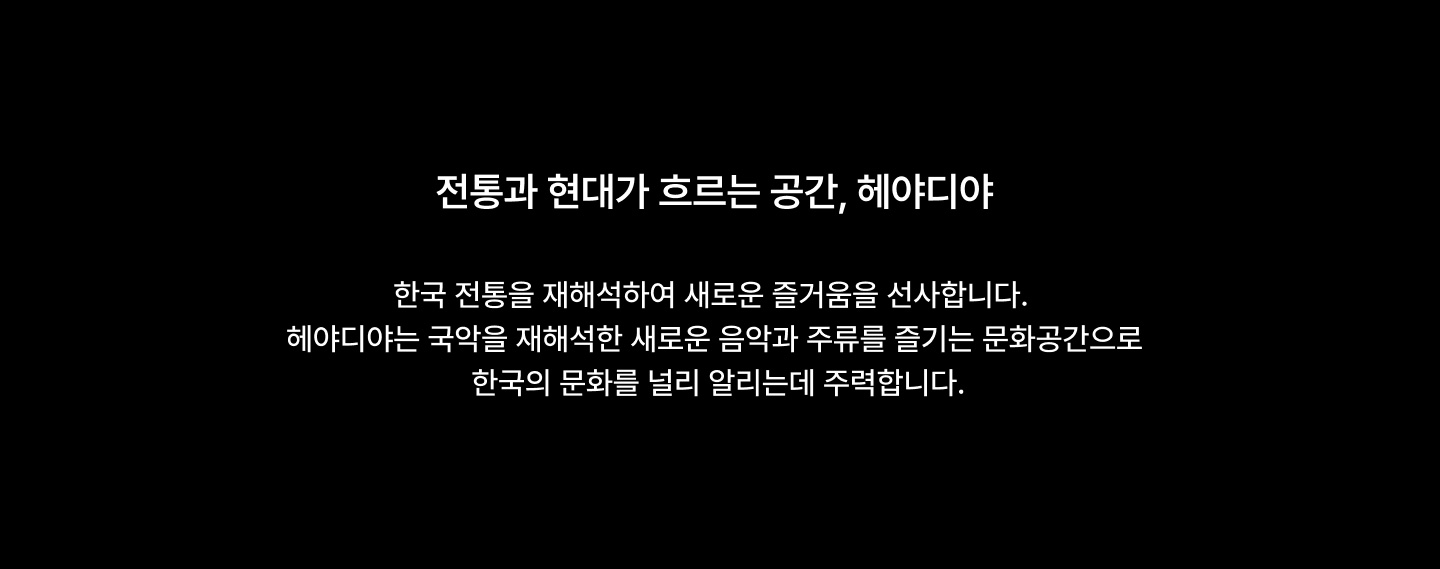 전통과 현대가 흐르는 공간, 헤야디야
한국 전통을 재해석하여 새로운 즐거움을 선사합니다.
헤야디야는 국악을 재해석한 새로운 음악과 주류를 즐기는 문화공간으로
한국의 문화를 널리 알리는데 주력합니다.